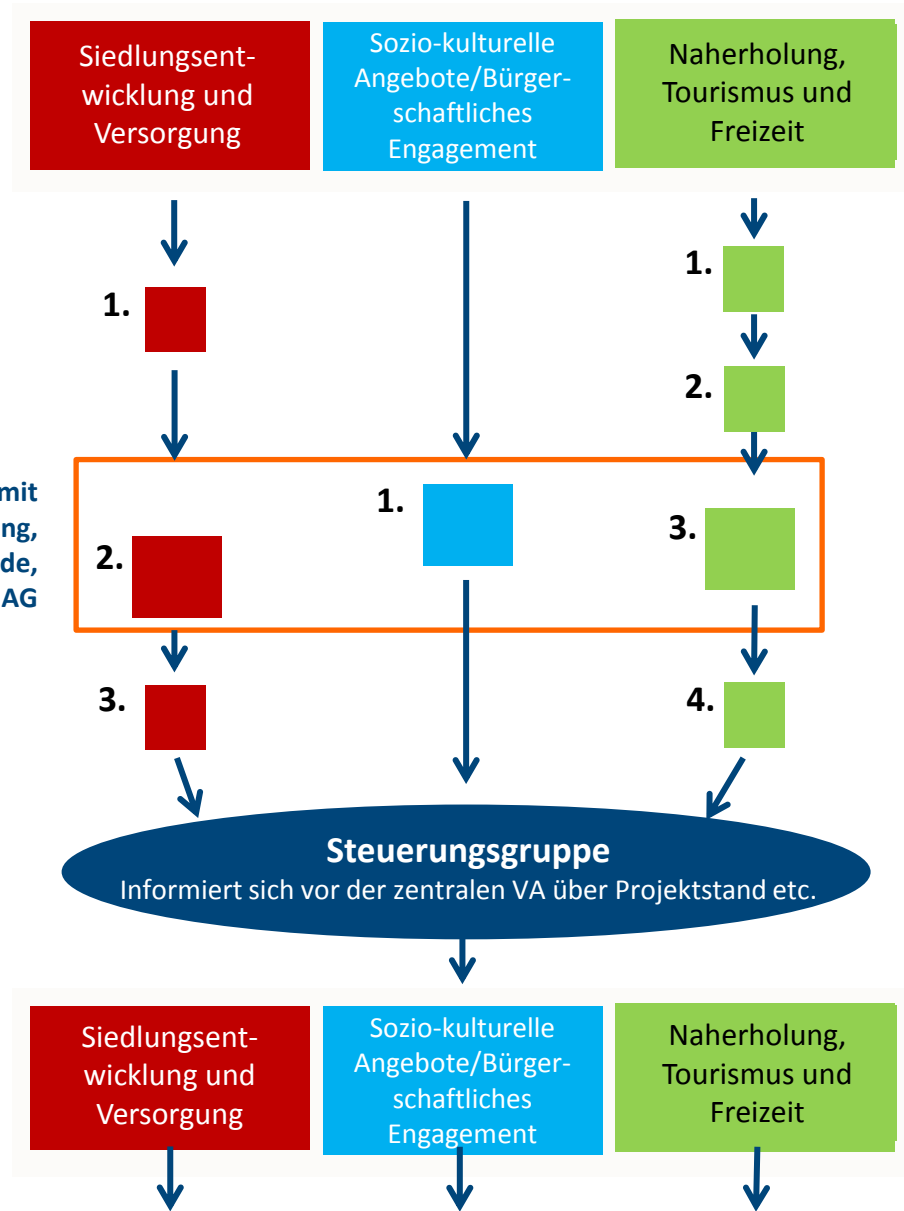 Siedlungsent-
wicklung und
Versorgung
Sozio-kulturelle
Angebote/Bürger-
schaftliches
Engagement
Naherholung,
Tourismus und
Freizeit
1.
1.
2.
mit
ng,
de,
AG
2.
1.
3.
3.
4.
Steuerungsgruppe
Informiert sich vor der zentralen VA über Projektstand etc.
Siedlungsent-
wicklung und
Versorgung
Sozio-kulturelle
Angebote/Bürger-
schaftliches
Engagement
Naherholung,
Tourismus und
Freizeit